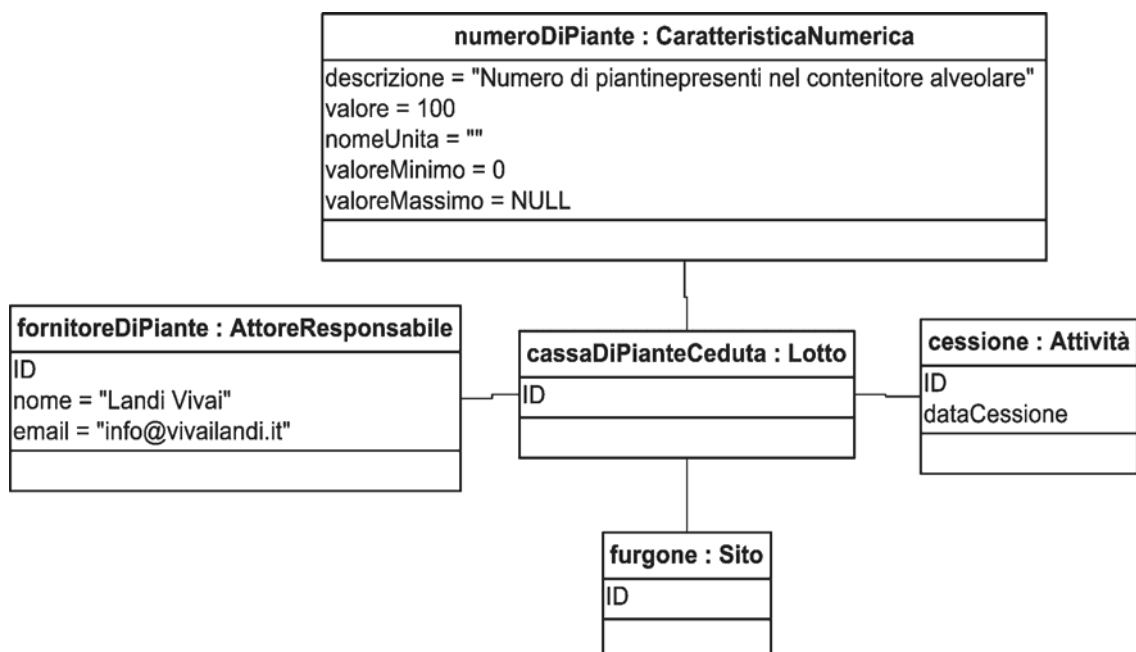 numeroDiPiante : CaratteristicaNumerica
descrizione = "Numero di piantinepresenti nel contenitore alveolare"
valore = 100
nomeUnita = ""
valoreMinimo = 0
valoreMassimo = NULL
fornitoreDiPiante : AttoreResponsabile
ID
nome = "Landi Vivai"
email = "info@vivailandi.it"
cassaDiPianteCeduta : Lotto
ID
cessione : Attività
ID
dataCessione
furgone : Sito
ID